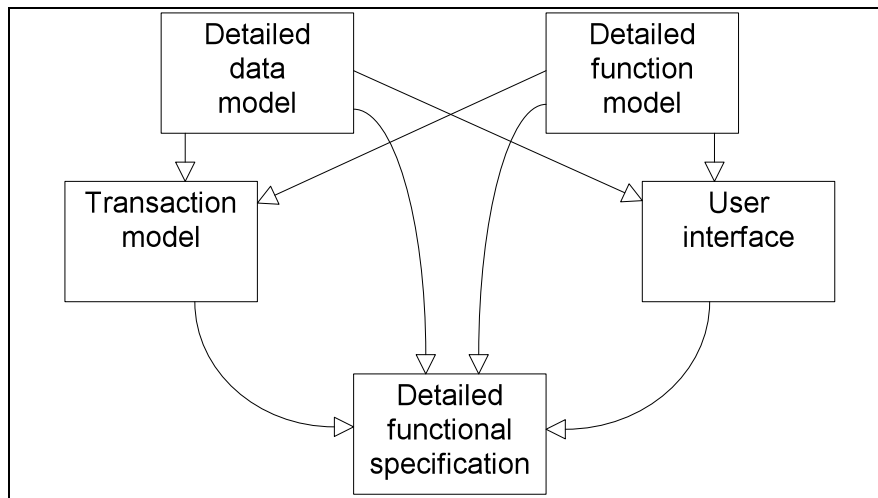 Detailed
data
model
Detailed
function
model
Transaction
model
User
interface
Detailed
functional
specification